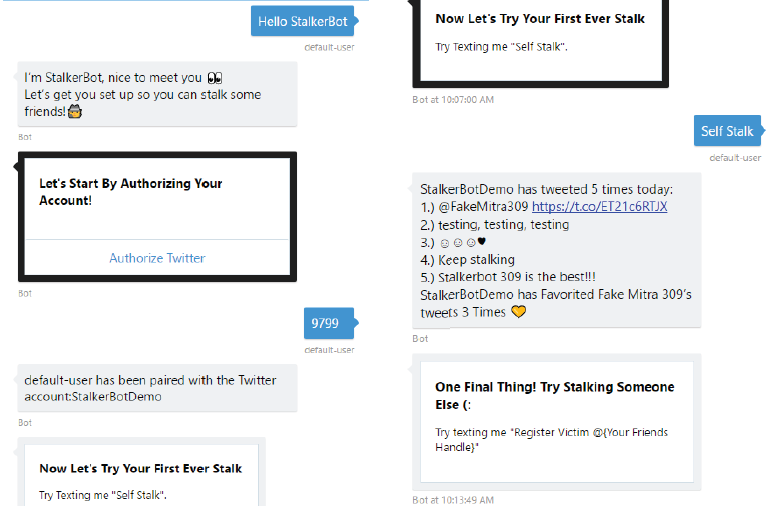 Hello StalkerBot
default-user
I'm StalkerBot, nice to meet you 👀
Let's get you set up so you can stalk some
friends!🕵
Bot
Let's Start By Authorizing Your
Account!
Authorize Twitter
Bot
9799
default-user
default-user has been paired with the Twitter
account:StalkerBotDemo
Bot
Now Let's Try Your First Ever Stalk
Try Texting me "Self Stalk".
Now Let's Try Your First Ever Stalk
Try Texting me "Self Stalk".
Bot at 10:07:00 AM
Self Stalk
default-user
StalkerBotDemo has tweeted 5 times today:
1.) @FakeMitra309 https://t.co/ET21c6RTJX
2.) testing, testing, testing
3.) ☺☺☺♥
4.) Keep stalking
5.) Stalkerbot 309 is the best!!!
StalkerBotDemo has Favorited Fake Mitra 309's
tweets 3 Times 💛
Bot
One Final Thing! Try Stalking Someone
Else (:
Try texting me "Register Victim @{Your Friends
Handle}"
Bot at 10:13:49 AM